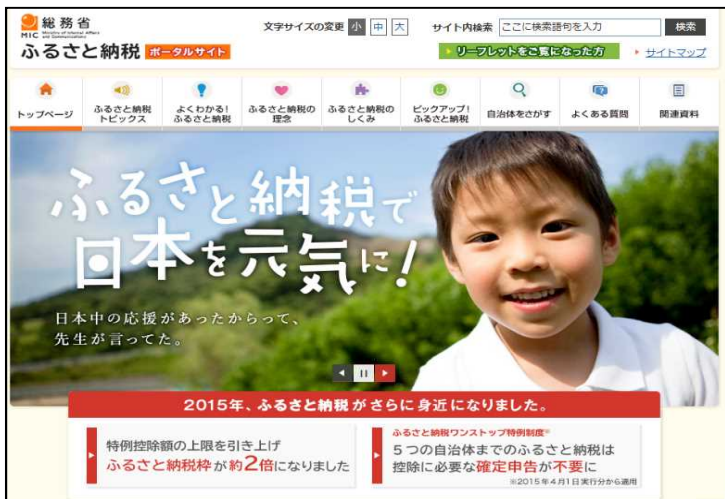 総務省
MIC Ministry of Internal Affairs and Communications
ふるさと納税 ポータルサイト
文字サイズの変更 小 中 大
サイト内検索 ここに検索語句を入力 検索
リーフレットをご覧になった方 サイトマップ
トップページ
ふるさと納税
トピックス
よくわかる!
ふるさと納税
ふるさと納税の
理念
ふるさと納税の
しくみ
ピックアップ!
ふるさと納税
自治体をさがす
よくある質問
関連資料
ふるさと納税で
日本を元気に!
日本中の応援があったからって、
先生が言ってた。
2015年、ふるさと納税がさらに身近になりました。
特例控除額の上限を引き上げ
ふるさと納税枠が約2倍になりました
ふるさと納税ワンストップ特例制度※
5つの自治体までのふるさと納税は
控除に必要な確定申告が不要に
※2015年4月1日実行分から適用